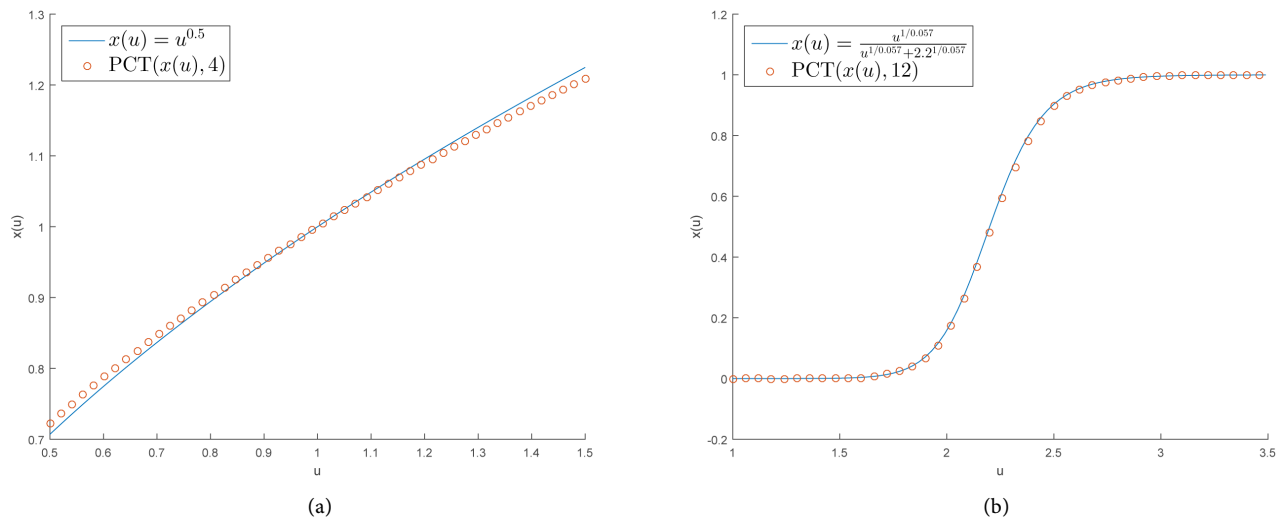 1.3
1.2
1.1
1
0.9
0.8
0.7
x(u)
x(u) = u^{0.5}
PCT(x(u), 4)
0.5 0.6 0.7 0.8 0.9 1 1.1 1.2 1.3 1.4 1.5
u
(a)
1.2
1
0.8
0.6
0.4
0.2
0
-0.2
x(u)
x(u) = \frac{u^{1/0.057}}{u^{1/0.057}+2.2^{1/0.057}}
PCT(x(u), 12)
1 1.5 2 2.5 3 3.5
u
(b)